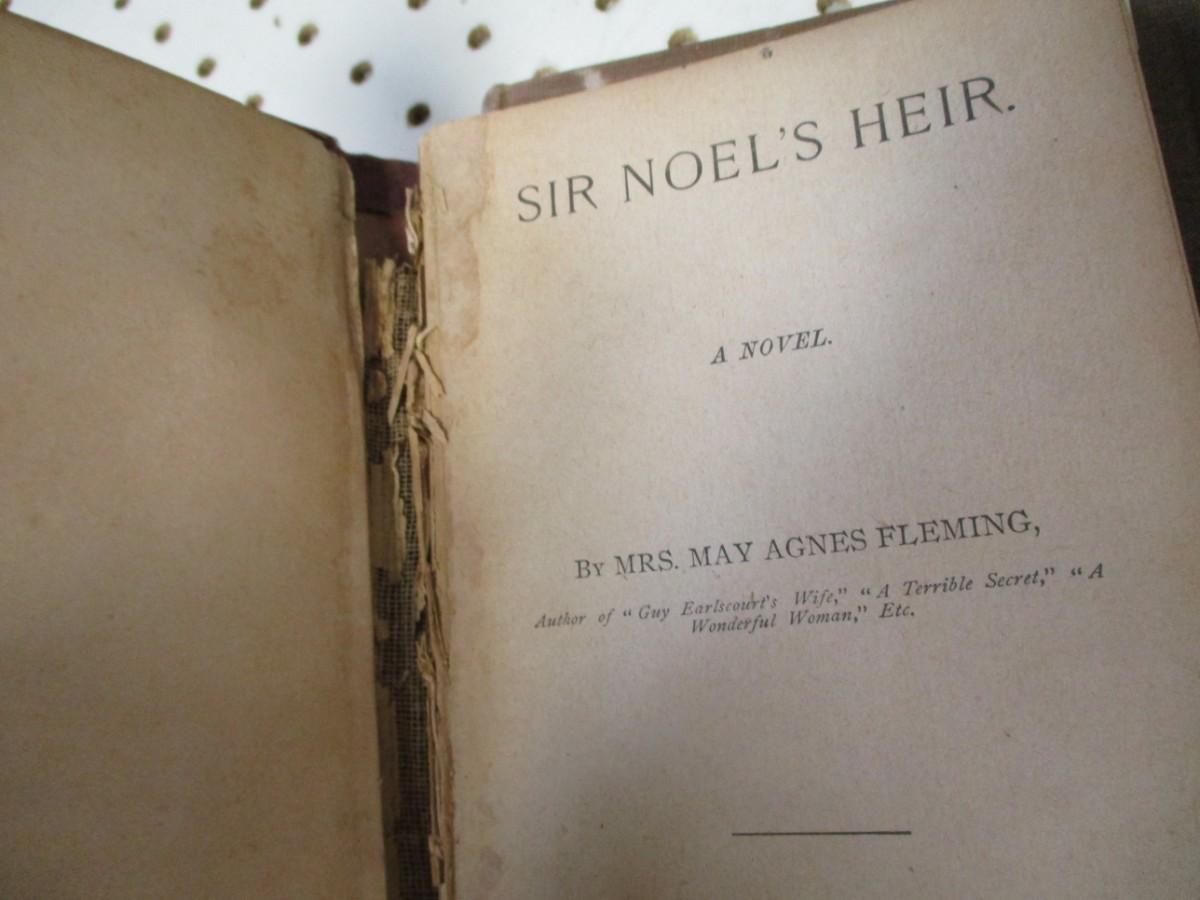 SIR NOEL'S HEIR.
A NOVEL.
By MRS. MAY AGNES FLEMING,
Author of "Guy Earlscourt's Wife," "A Terrible Secret," "A
Wonderful Woman," Etc.